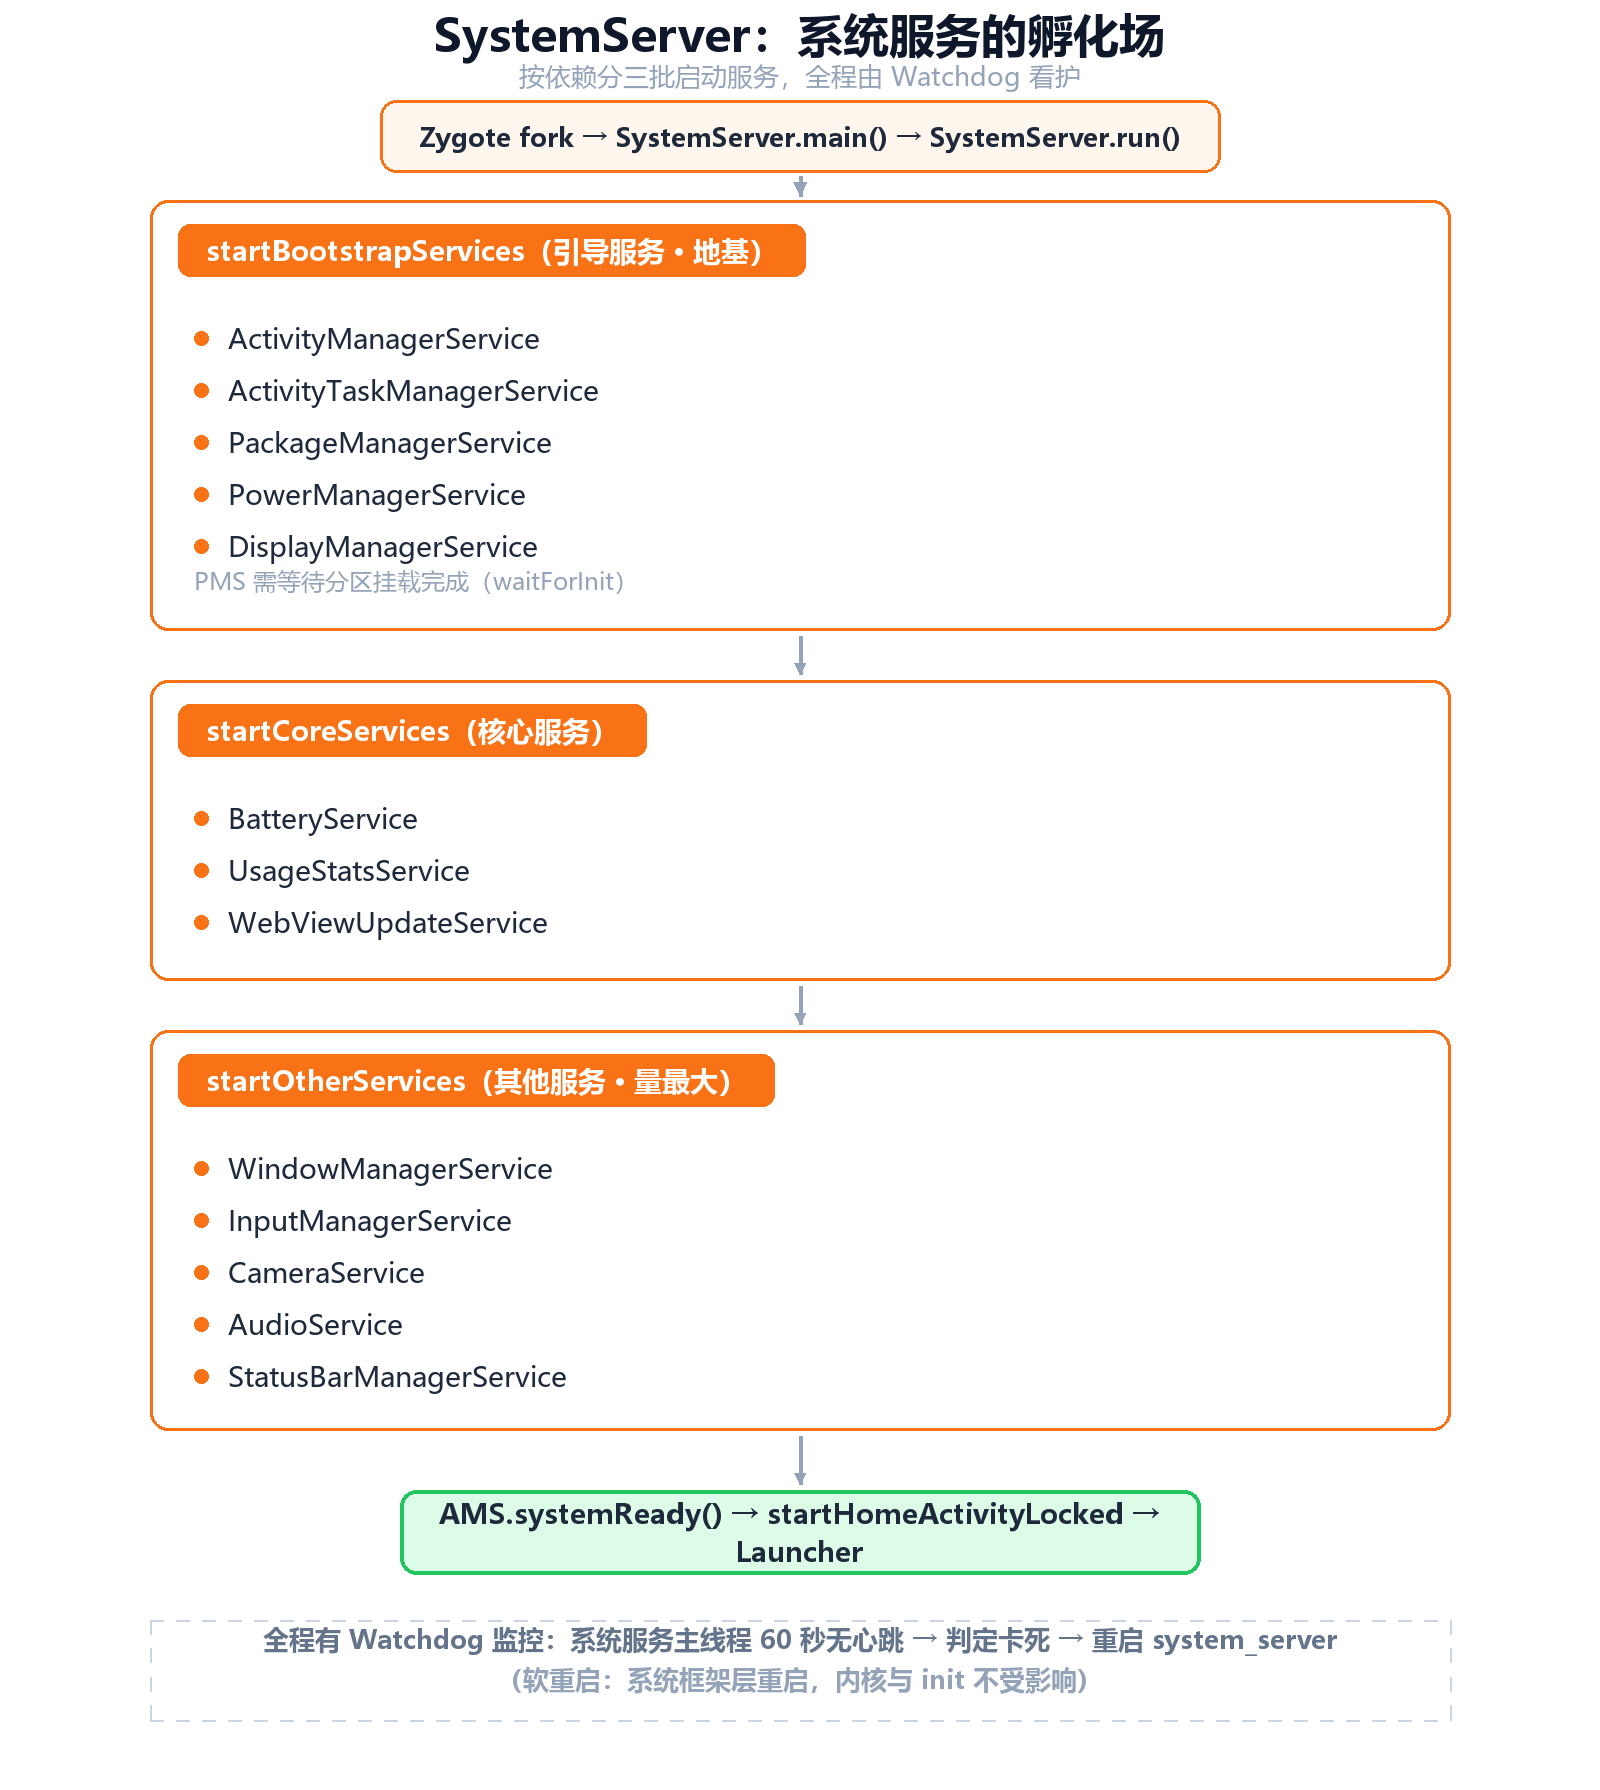 SystemServer：系统服务的孵化场
按依赖分三批启动服务，全程由 Watchdog 看护
Zygote fork → SystemServer.main() → SystemServer.run()
startBootstrapServices（引导服务·地基）
ActivityManagerService
ActivityTaskManagerService
PackageManagerService
PowerManagerService
DisplayManagerService
PMS 需等待分区挂载完成（waitForInit）
startCoreServices（核心服务）
BatteryService
UsageStatsService
WebViewUpdateService
startOtherServices（其他服务·量最大）
WindowManagerService
InputManagerService
CameraService
AudioService
StatusBarManagerService
AMS.systemReady() → startHomeActivityLocked →
Launcher
全程有 Watchdog 监控：系统服务主线程 60 秒无心跳 → 判定卡死 → 重启 system_server
（软重启：系统框架层重启，内核与 init 不受影响）